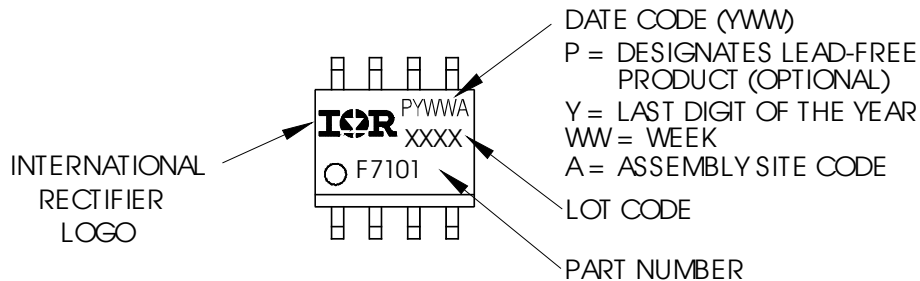 DATE CODE (YWW)
P = DESIGNATES LEAD-FREE
PRODUCT (OPTIONAL)
Y = LAST DIGIT OF THE YEAR
WW = WEEK
A = ASSEMBLY SITE CODE
LOT CODE
PART NUMBER
INTERNATIONAL
RECTIFIER
LOGO
IOR
PYWWA
XXXX
F7101